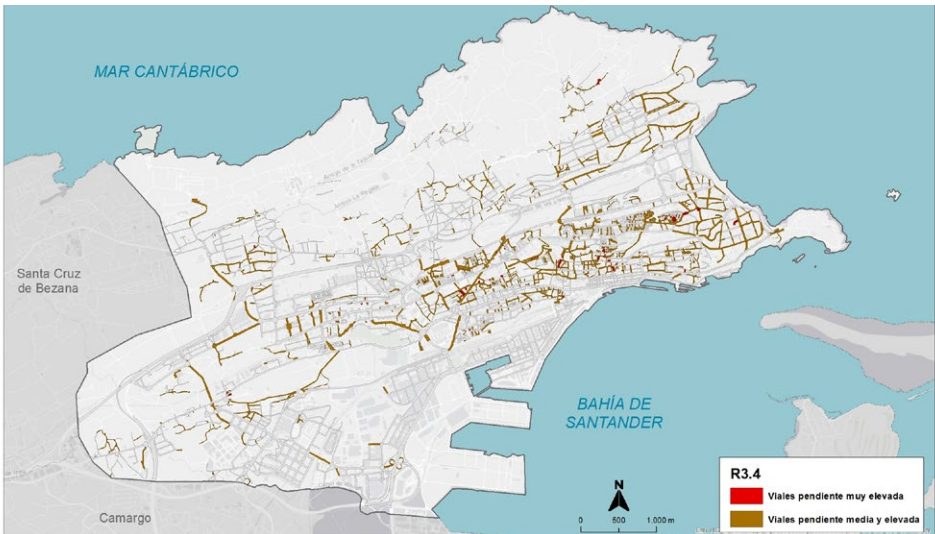 MAR CANTÁBRICO
Santa Cruz
de Bezana
BAHÍA DE
SANTANDER
Camargo
N
0 500 1.000 m
R3.4
Viales pendiente muy elevada
Viales pendiente media y elevada